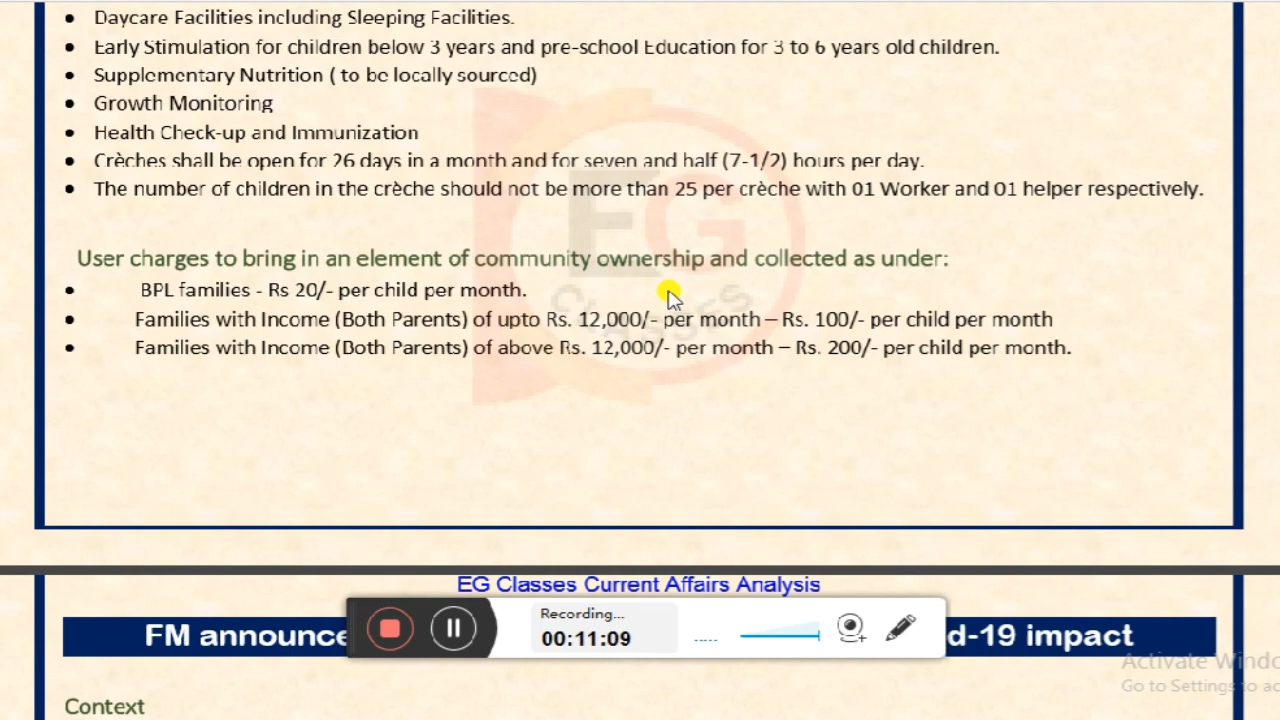 Daycare Facilities including Sleeping Facilities.
Early Stimulation for children below 3 years and pre-school Education for 3 to 6 years old children.
Supplementary Nutrition ( to be locally sourced)
Growth Monitoring
Health Check-up and Immunization
Crèches shall be open for 26 days in a month and for seven and half (7-1/2) hours per day.
The number of children in the crèche should not be more than 25 per crèche with 01 Worker and 01 helper respectively.
EG
CLASSES
User charges to bring in an element of community ownership and collected as under:
BPL families - Rs 20/- per child per month.
Families with Income (Both Parents) of upto Rs. 12,000/- per month – Rs. 100/- per child per month
Families with Income (Both Parents) of above Rs. 12,000/- per month – Rs. 200/- per child per month.
EG Classes Current Affairs Analysis
Recording...
00:11:09
FM announce d-19 impact
Activate Windo
Go to Settings to ac
Context